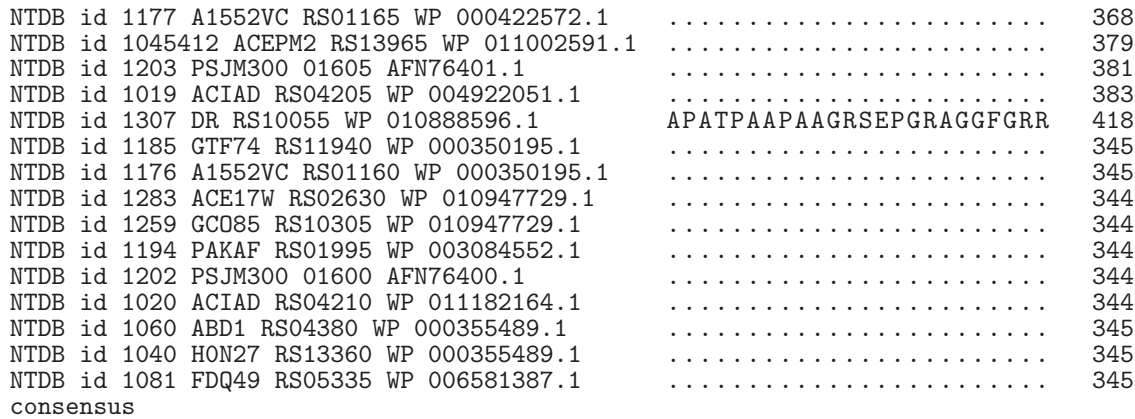 NTDB id 1177 A1552VC RS01165 WP 000422572.1 ........................ 368
NTDB id 1045412 ACEPM2 RS13965 WP 011002591.1 ........................ 379
NTDB id 1203 PSJM300 01605 AFN76401.1 ........................ 381
NTDB id 1019 ACIAD RS04205 WP 004922051.1 ........................ 383
NTDB id 1307 DR RS10055 WP 010888596.1 APATPAAPAAGRSEPGRAGGFGRR 418
NTDB id 1185 GTF74 RS11940 WP 000350195.1 ........................ 345
NTDB id 1176 A1552VC RS01160 WP 000350195.1 ........................ 345
NTDB id 1283 ACE17W RS02630 WP 010947729.1 ........................ 344
NTDB id 1259 GCO85 RS10305 WP 010947729.1 ........................ 344
NTDB id 1194 PAKAF RS01995 WP 003084552.1 ........................ 344
NTDB id 1202 PSJM300 01600 AFN76400.1 ........................ 344
NTDB id 1020 ACIAD RS04210 WP 011182164.1 ........................ 344
NTDB id 1060 ABD1 RS04380 WP 000355489.1 ........................ 345
NTDB id 1040 HON27 RS13360 WP 000355489.1 ........................ 345
NTDB id 1081 FDQ49 RS05335 WP 006581387.1 ........................ 345
consensus